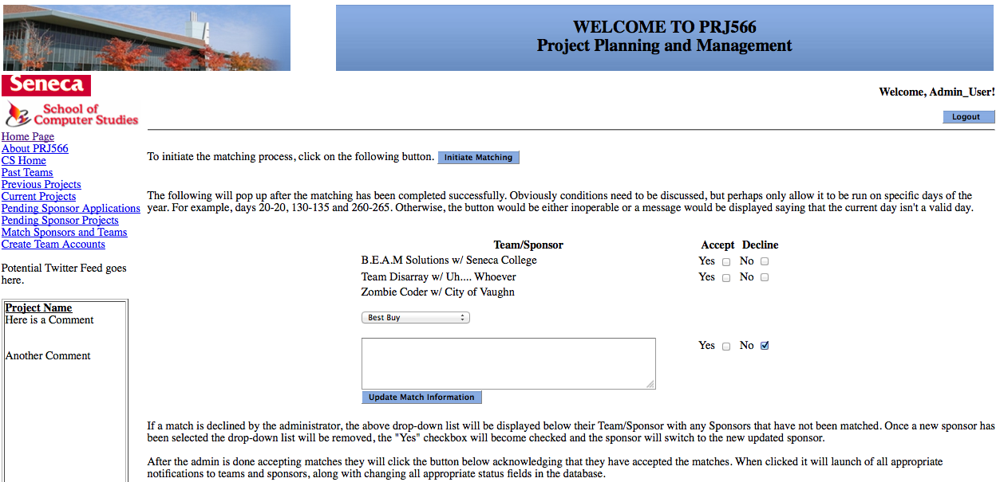 WELCOME TO PRJ566
Project Planning and Management
Seneca
School of
Computer Studies
Welcome, Admin_User!
Logout
Home Page
About PRJ566
CS Home
Past Teams
Previous Projects
Current Projects
Pending Sponsor Applications
Pending Sponsor Projects
Match Sponsors and Teams
Create Team Accounts
Potential Twitter Feed goes
here.
Project Name
Here is a Comment
Another Comment
To initiate the matching process, click on the following button. Initiate Matching
The following will pop up after the matching has been completed successfully. Obviously conditions need to be discussed, but perhaps only allow it to be run on specific days of the
year. For example, days 20-20, 130-135 and 260-265. Otherwise, the button would be either inoperable or a message would be displayed saying that the current day isn't a valid day.
Team/Sponsor Accept Decline
B.E.A.M Solutions w/ Seneca College Yes No
Team Disarray w/ Uh.... Whoever Yes No
Zombie Coder w/ City of Vaughn
Best Buy
Yes No
Update Match Information
If a match is declined by the administrator, the above drop-down list will be displayed below their Team/Sponsor with any Sponsors that have not been matched. Once a new sponsor has
been selected the drop-down list will be removed, the "Yes" checkbox will become checked and the sponsor will switch to the new updated sponsor.
After the admin is done accepting matches they will click the button below acknowledging that they have accepted the matches. When clicked it will launch of all appropriate
notifications to teams and sponsors, along with changing all appropriate status fields in the database.